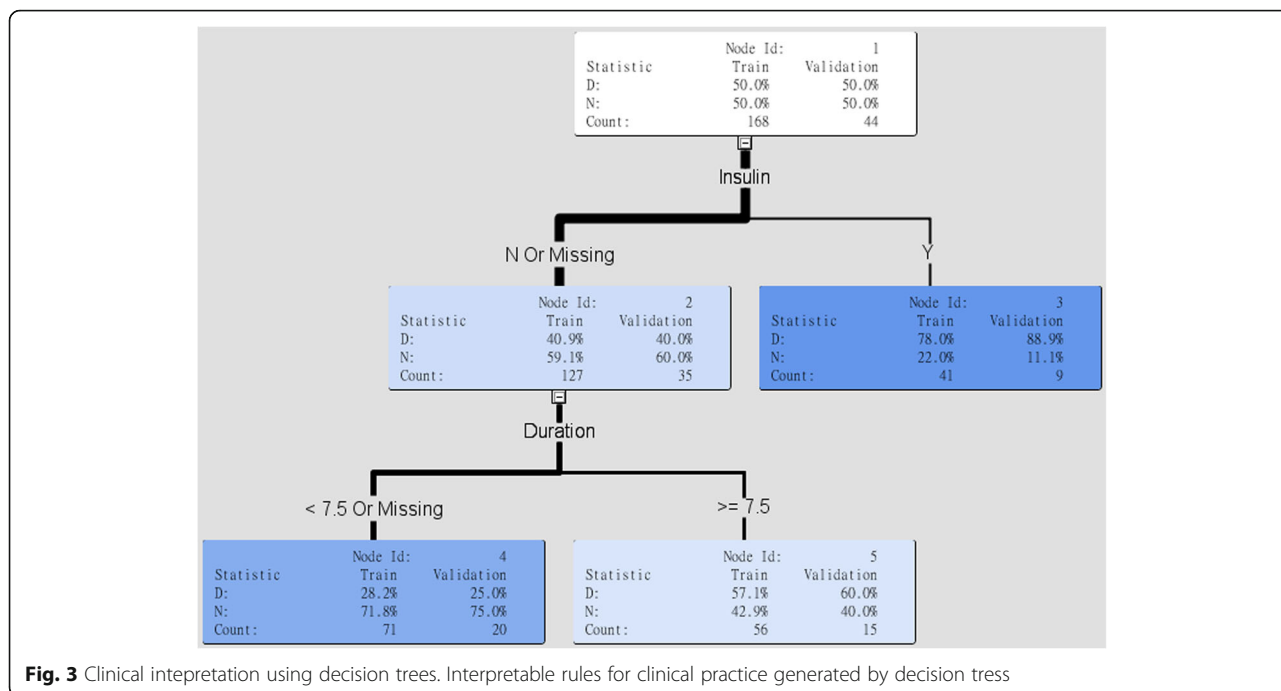 Node Id: 1
Statistic Train Validation
D: 50.0% 50.0%
N: 50.0% 50.0%
Count: 168 44
Insulin
N Or Missing
Y
Node Id: 2
Statistic Train Validation
D: 40.9% 40.0%
N: 59.1% 60.0%
Count: 127 35
Node Id: 3
Statistic Train Validation
D: 78.0% 88.9%
N: 22.0% 11.1%
Count: 41 9
Duration
< 7.5 Or Missing
>= 7.5
Node Id: 4
Statistic Train Validation
D: 28.2% 25.0%
N: 71.8% 75.0%
Count: 71 20
Node Id: 5
Statistic Train Validation
D: 57.1% 60.0%
N: 42.9% 40.0%
Count: 56 15
Fig. 3 Clinical intepretation using decision trees. Interpretable rules for clinical practice generated by decision tress